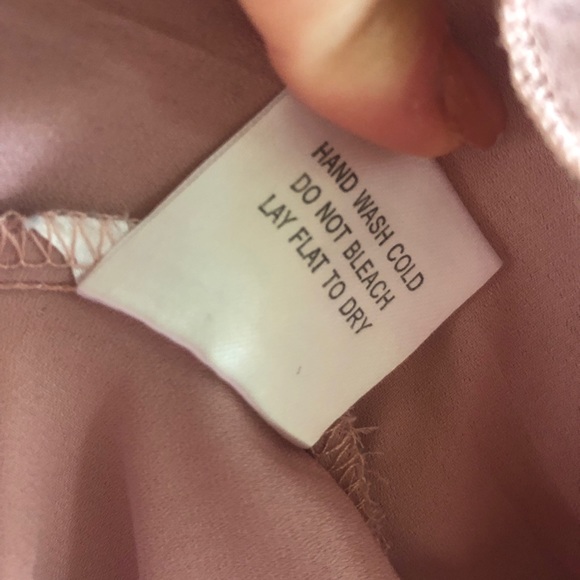 HAND WASH COLD
DO NOT BLEACH
LAY FLAT TO DRY